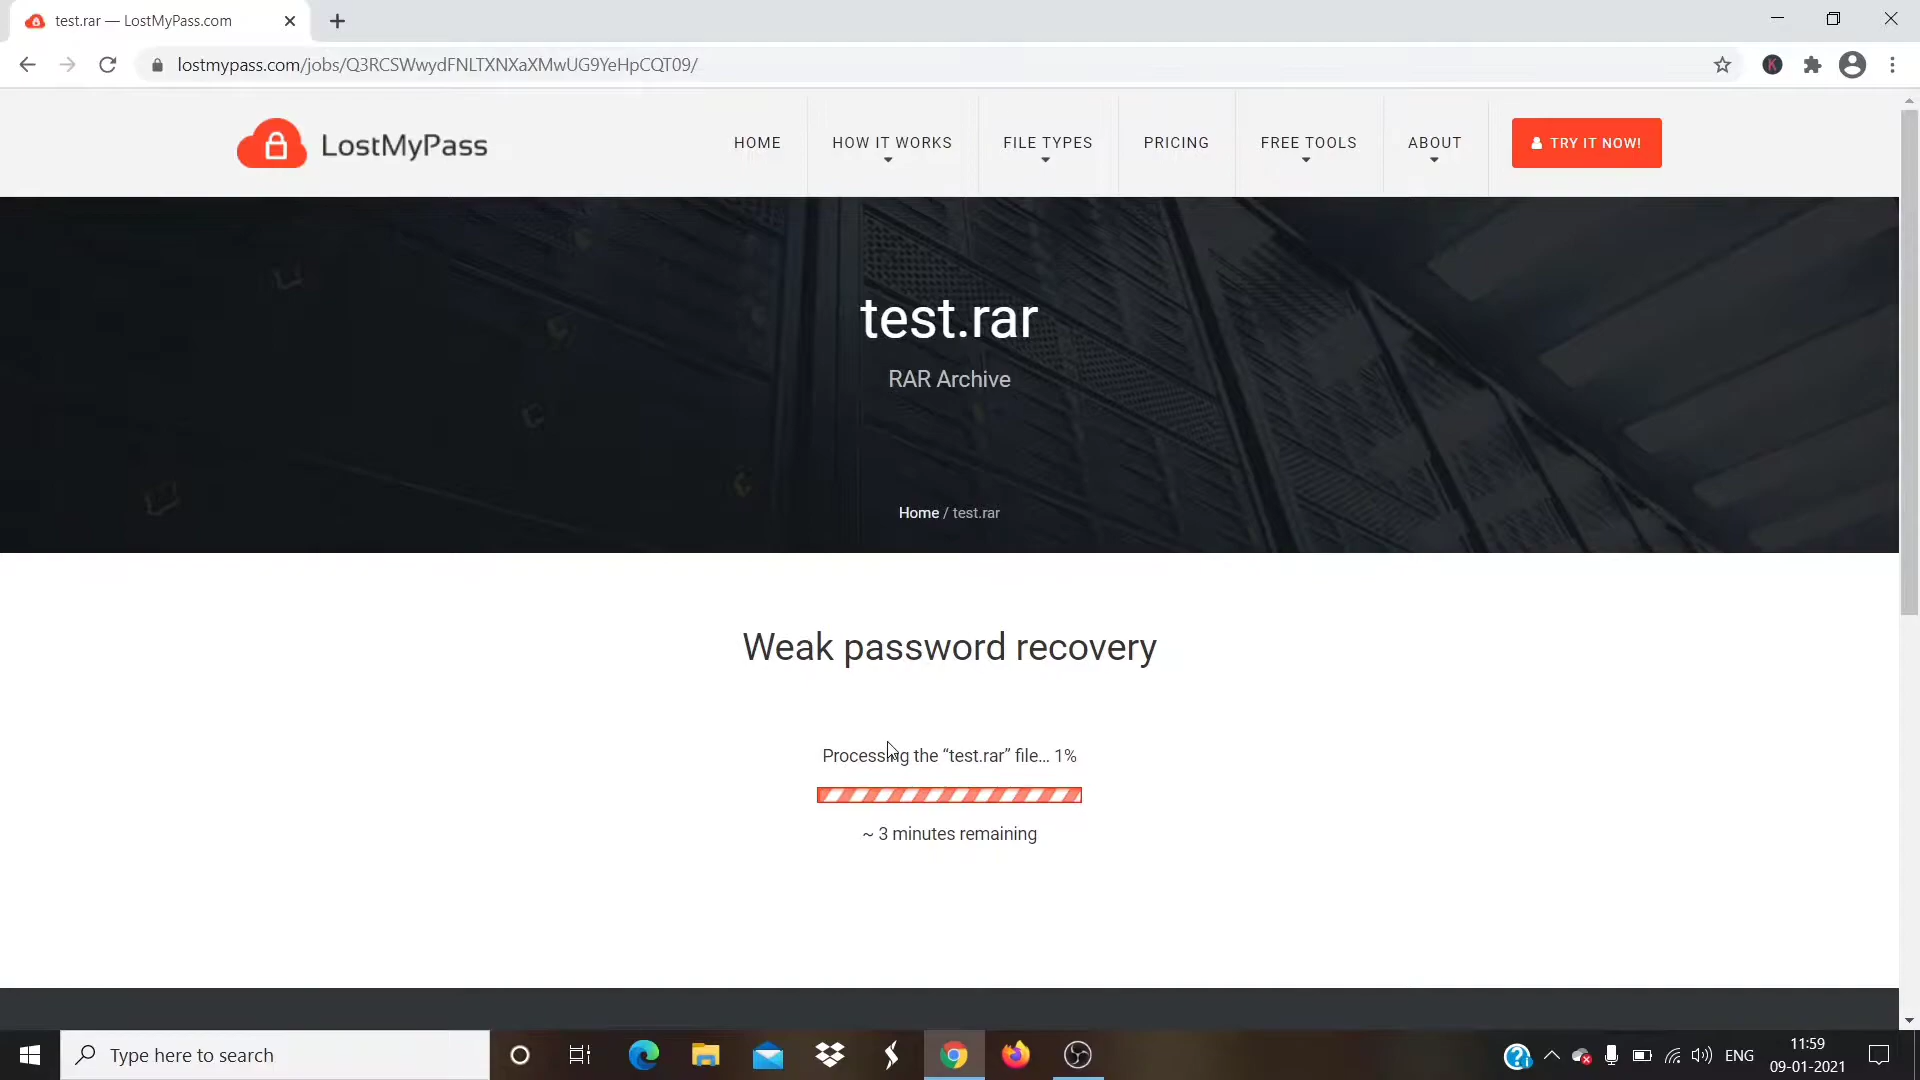 test.rar — LostMyPass.com
lostmypass.com/jobs/Q3RCSWwydFNLTXNXaXMwUG9YeHpCQT09/
K
LostMyPass
HOME
HOW IT WORKS
FILE TYPES
PRICING
FREE TOOLS
ABOUT
TRY IT NOW!
test.rar
RAR Archive
Home / test.rar
Weak password recovery
Processing the “test.rar” file... 1%
~ 3 minutes remaining
Type here to search
ENG
11:59
09-01-2021